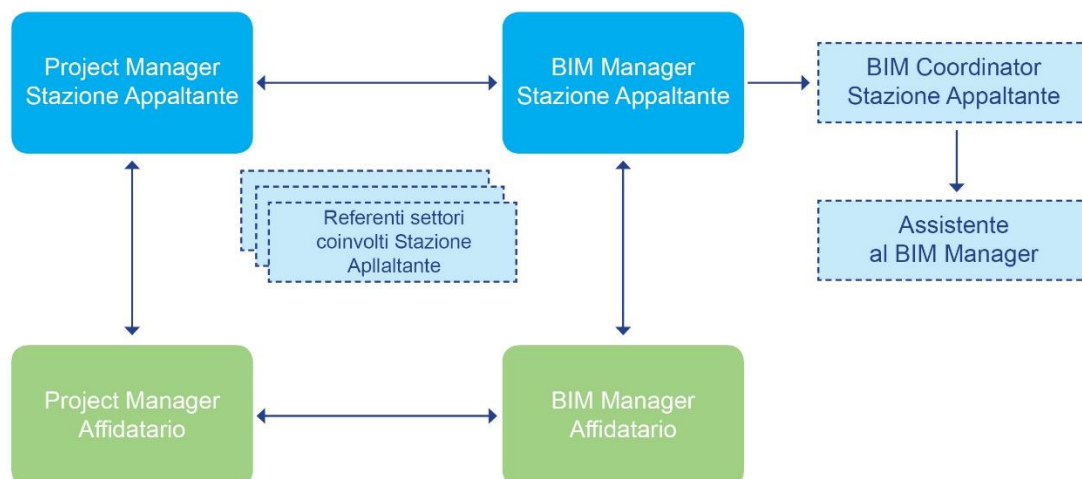 Project Manager
Stazione Appaltante
BIM Manager
Stazione Appaltante
BIM Coordinator
Stazione Appaltante
Referenti settori
coinvolti Stazione
Apllaltante
Assistente
al BIM Manager
Project Manager
Affidatario
BIM Manager
Affidatario